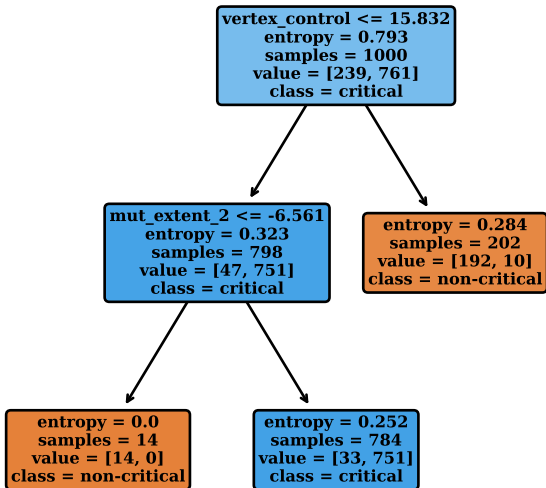 vertex_control <= 15.832
entropy = 0.793
samples = 1000
value = [239, 761]
class = critical
mut_extent_2 <= -6.561
entropy = 0.323
samples = 798
value = [47, 751]
class = critical
entropy = 0.284
samples = 202
value = [192, 10]
class = non-critical
entropy = 0.0
samples = 14
value = [14, 0]
class = non-critical
entropy = 0.252
samples = 784
value = [33, 751]
class = critical